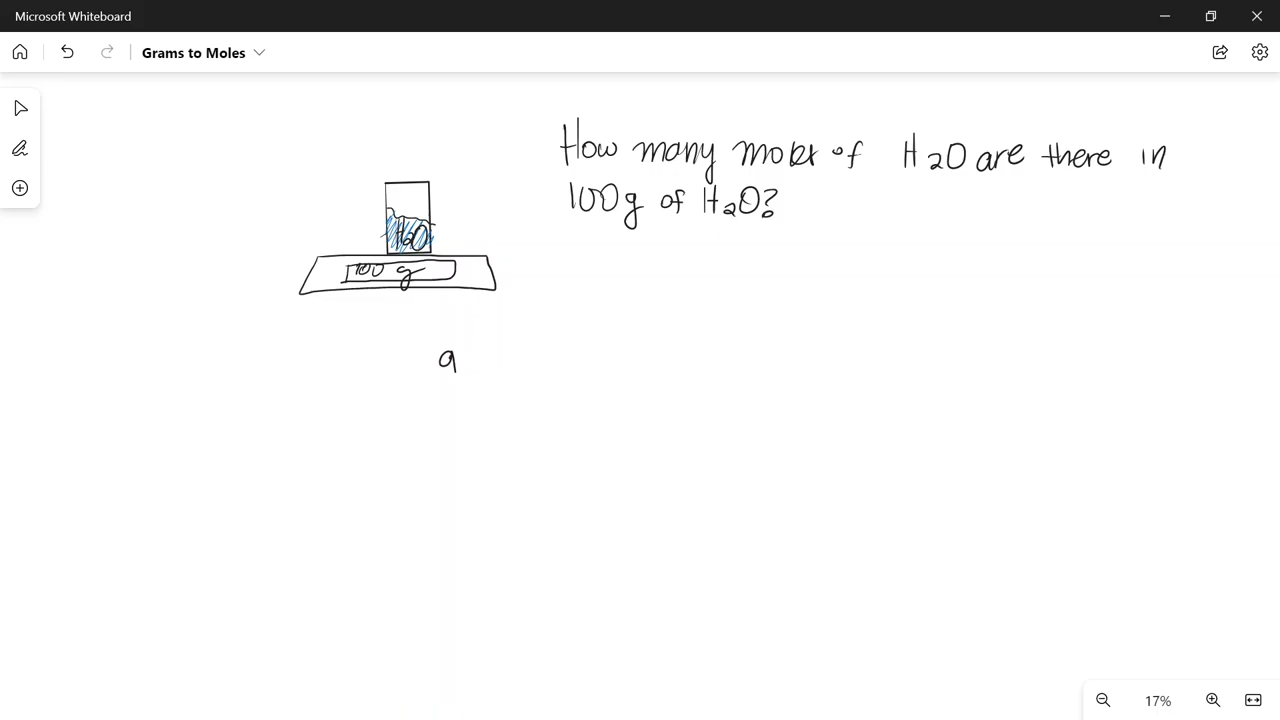 Microsoft Whiteboard
Grams to Moles
How many moles of H2O are there in
100g of H2O?
H2O
100 g
g
17%